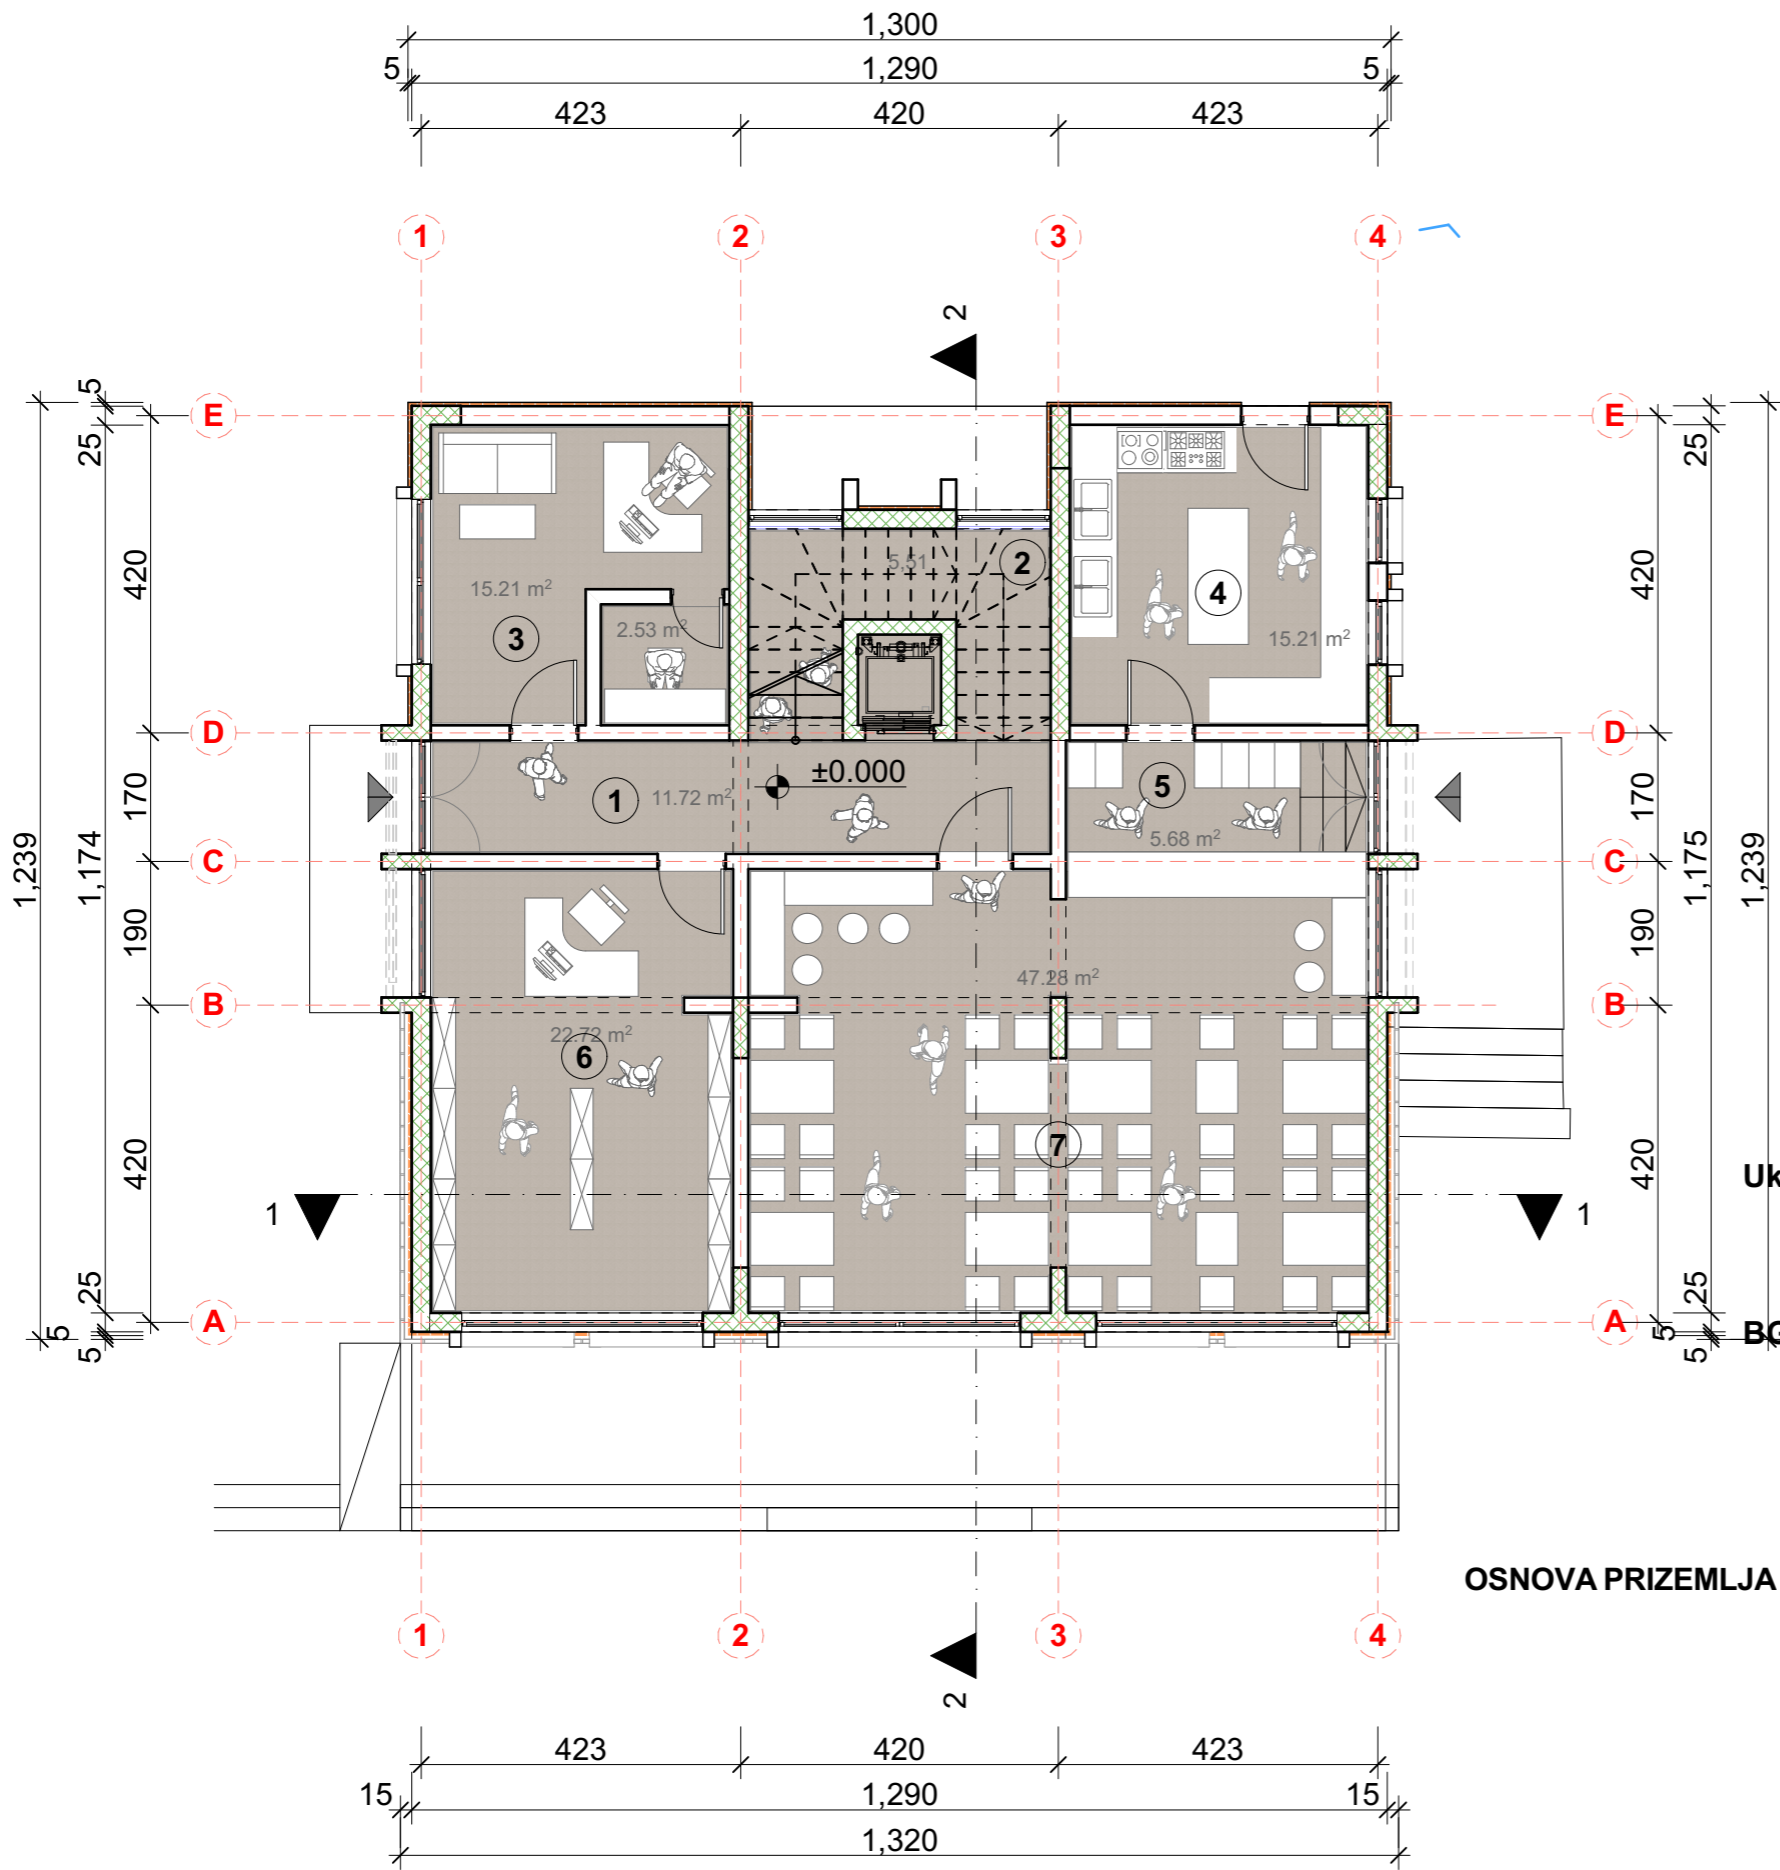 1,300
5 1,290 5
423 420 423
1 2 3 4
2
E E
5 25 420 170 190 420 25 5 5
1,174
1,239
25 420 170 190 420 25 5 5
1,175
1,239
5,51 2
15.21 m²
3
2.53 m²
4
15.21 m²
D D
±0.000
1 11.72 m²
5
5.68 m²
C C
47.28 m²
B B
22.72 m²
6
7
Uk
1 1
A A
BG
OSNOVA PRIZEMLJA
1 2 3 4
2
423 420 423
15 1,290 15
1,320